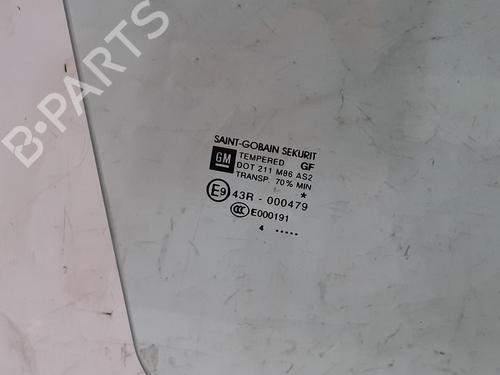 B-PARTS
SAINT-GOBAIN SEKURIT
GM TEMPERED GF
DOT 211 M86 AS2
TRANSP 70% MIN
*
E9 43R - 000479
CCC E000191
4 .....